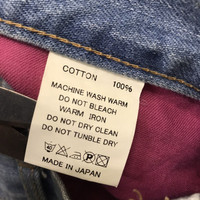 COTTON 100%
MACHINE WASH WARM
DO NOT BLEACH
WARM IRON
DO NOT DRY CLEAN
DO NOT TUMBLE DRY
MADE IN JAPAN